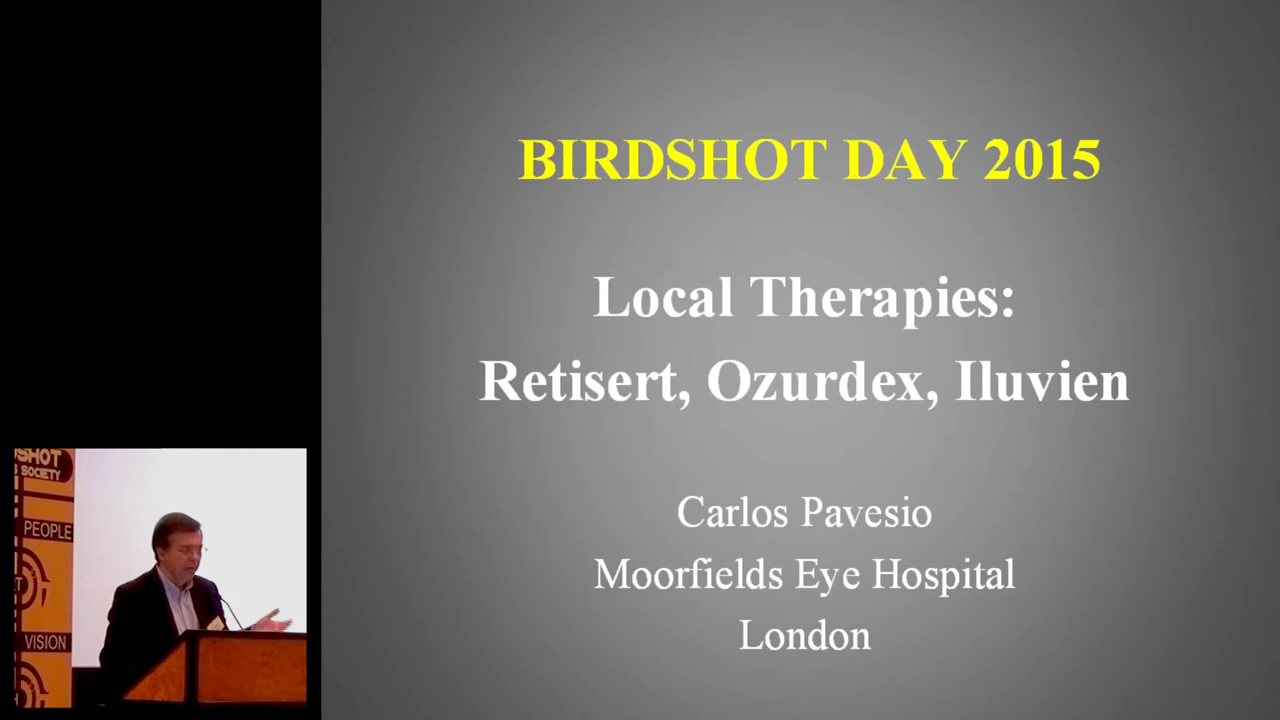 BIRDSHOT DAY 2015
Local Therapies:
Retisert, Ozurdex, Iluvien
Carlos Pavesio
Moorfields Eye Hospital
London
SHOT
SOCIETY
PEOPLE
VISION